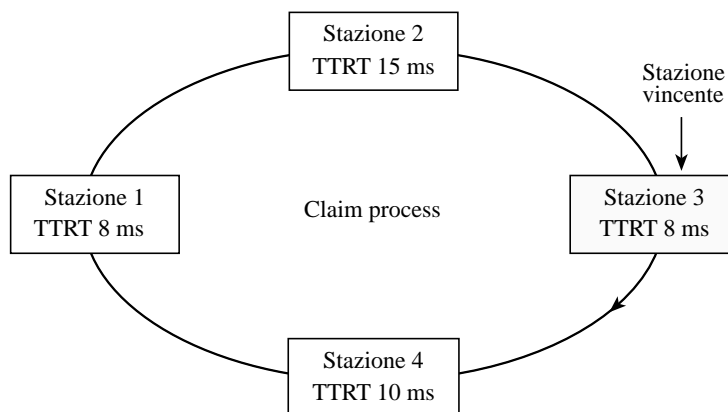 Stazione 2
TTRT 15 ms
Stazione
vincente
Stazione 1
TTRT 8 ms
Claim process
Stazione 3
TTRT 8 ms
Stazione 4
TTRT 10 ms